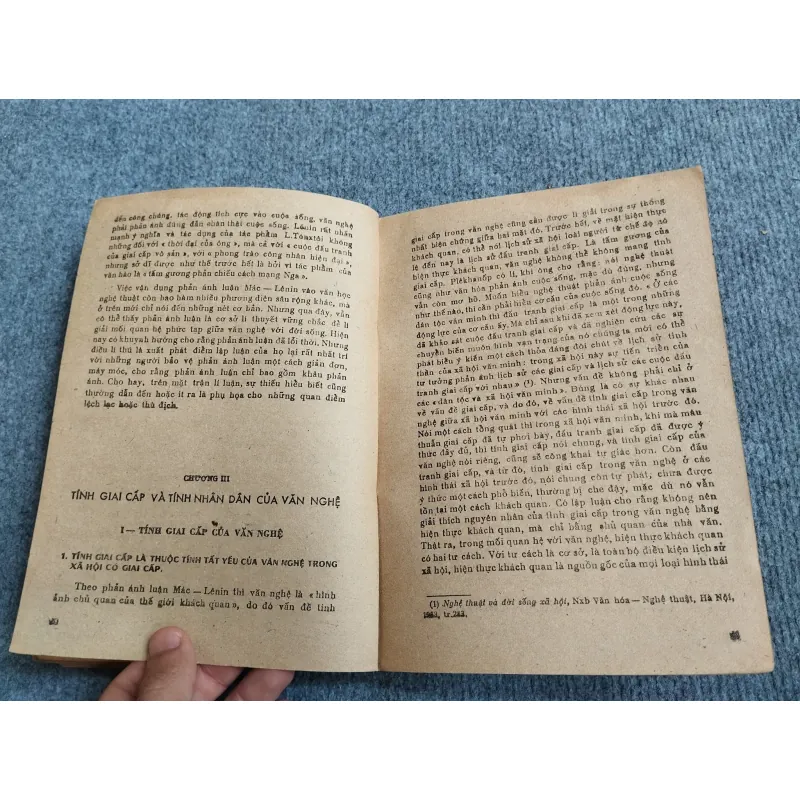 đến công chúng, tác động tích cực vào cuộc sống, văn nghệ
phải phản ánh đúng đắn chân thật cuộc sống. Lênin rất nhấn
mạnh ý nghĩa và tác dụng của tác phẩm L.Tônxtôi không
những đối với « thời đại của ông », mà cả với « cuộc đấu tranh
của giai cấp vô sản », với « phong trào công nhân hiện đại »,
nhưng sở dĩ được như thế trước hết là bởi vì tác phẩm của
văn hào là « tấm gương phản chiếu cách mạng Nga ».
Việc vận dụng phản ánh luận Mác — Lênin vào văn học
nghệ thuật còn bao hàm nhiều phương diện sâu rộng khác, mà
ở trên mới chỉ nói đến những nét cơ bản. Nhưng qua đây, vẫn
có thể thấy phản ánh luận là cơ sở lí thuyết vững chắc để lí
giải mối quan hệ phức tạp giữa văn nghệ với đời sống. Hiện
nay có khuynh hướng cho rằng phản ánh luận đã lỗi thời. Nhưng
điều lí thú là xuất phát điểm lập luận của họ lại rất nhất trí
với những người bảo vệ phản ánh luận một cách giản đơn,
máy móc, cho rằng phản ánh luận chỉ bao gồm khâu phản
ánh. Cho hay, trên mặt trận lí luận, sự thiếu hiểu biết cũng
thường dẫn đến hoặc ít ra là phụ họa cho những quan điểm
lệch lạc hoặc thù địch.
CHƯƠNG III
TÍNH GIAI CẤP VÀ TÍNH NHÂN DÂN CỦA VĂN NGHỆ
I — TÍNH GIAI CẤP CỦA VĂN NGHỆ
1. TÍNH GIAI CẤP LÀ THUỘC TÍNH TẤT YẾU CỦA VĂN NGHỆ TRONG
XÃ HỘI CÓ GIAI CẤP.
Theo phản ánh luận Mác — Lênin thì văn nghệ là « hình
ảnh chủ quan của thế giới khách quan », do đó vấn đề tính
giai cấp trong văn nghệ cũng cần được lí giải trong sự thống
nhất biện chứng giữa hai mặt đó. Trước hết, về mặt hiện thực
khách quan, có thể nói lịch sử xã hội loài người từ chế độ nô
lệ đến nay là lịch sử đấu tranh giai cấp. Là tấm gương của
hiện thực khách quan, văn nghệ không thể không mang tính
giai cấp. Plêkhanốp có lí, khi ông cho rằng: nói nghệ thuật
cũng như văn hóa phản ánh cuộc sống, mặc dù đúng, nhưng
vẫn còn mơ hồ. Muốn hiểu nghệ thuật phản ánh cuộc sống
như thế nào, thì cần phải hiểu cơ cấu của cuộc sống đó. « Ở các
dân tộc văn minh thì đấu tranh giai cấp là một trong những
động lực của cơ cấu ấy. Mà chỉ sau khi đã xem xét động lực này,
đã khảo sát cuộc đấu tranh giai cấp và đã nghiên cứu các sự
chuyển biến muôn hình vạn trạng của nó chúng ta mới có thể
phát biểu ý kiến một cách thỏa đáng đôi chút về lịch sử tinh
thần của xã hội văn minh; trong xã hội này sự tiến triển của
tư tưởng phản ánh lịch sử các giai cấp và lịch sử các cuộc đấu
tranh giai cấp với nhau » (¹). Nhưng vấn đề không phải chỉ ở
các « dân tộc và xã hội văn minh ». Đúng là có sự khác nhau
về vấn đề giai cấp, và do đó, về vấn đề tính giai cấp trong văn
nghệ giữa xã hội văn minh với các hình thái xã hội trước đó.
Nói một cách tổng quát thì trong xã hội văn minh, khi mà mâu
thuẫn giai cấp đã tự phơi bày, đấu tranh giai cấp đã được ý
thức đầy đủ, thì tính giai cấp nói chung, và tính giai cấp của
văn nghệ nói riêng, cũng sẽ công khai tự giác hơn. Còn đấu
tranh giai cấp, và từ đó, tính giai cấp trong văn nghệ ở các
hình thái xã hội trước đó, nói chung còn tự phát, chưa được
ý thức một cách phổ biến, thường bị che đậy, mặc dù nó vẫn
tồn tại một cách khách quan. Có lập luận cho rằng không nên
giải thích nguyên nhân của tính giai cấp trong văn nghệ bằng
hiện thực khách quan, mà chỉ bằng chủ quan của nhà văn.
Thật ra, trong mối quan hệ với văn nghệ, hiện thực khách quan
có hai tư cách. Với tư cách là cơ sở, là toàn bộ điều kiện lịch sử
xã hội, hiện thực khách quan là nguồn gốc của mọi loại hình thái
(1) Nghệ thuật và đời sống xã hội, Nxb Văn hóa — Nghệ thuật, Hà Nội,
tr.